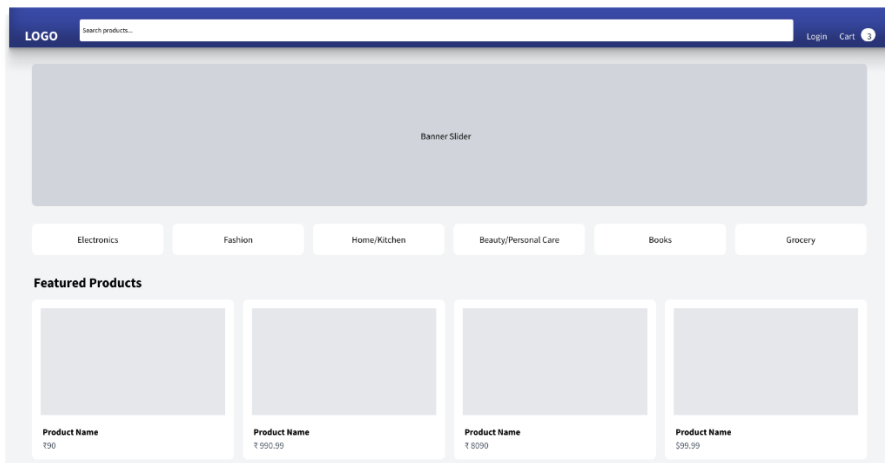 LOGO
Search products...
Login
Cart
3
Banner Slider
Electronics
Fashion
Home/Kitchen
Beauty/Personal Care
Books
Grocery
Featured Products
Product Name
₹90
Product Name
₹ 990.99
Product Name
₹ 8090
Product Name
$99.99